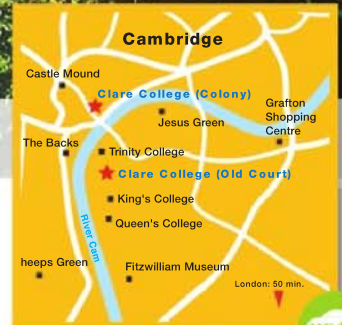 Cambridge
Castle Mound
Clare College (Colony)
Grafton
Shopping
Centre
Jesus Green
The Backs
Trinity College
Clare College (Old Court)
King's College
Queen's College
River Cam
heeps Green
Fitzwilliam Museum
London: 50 min.